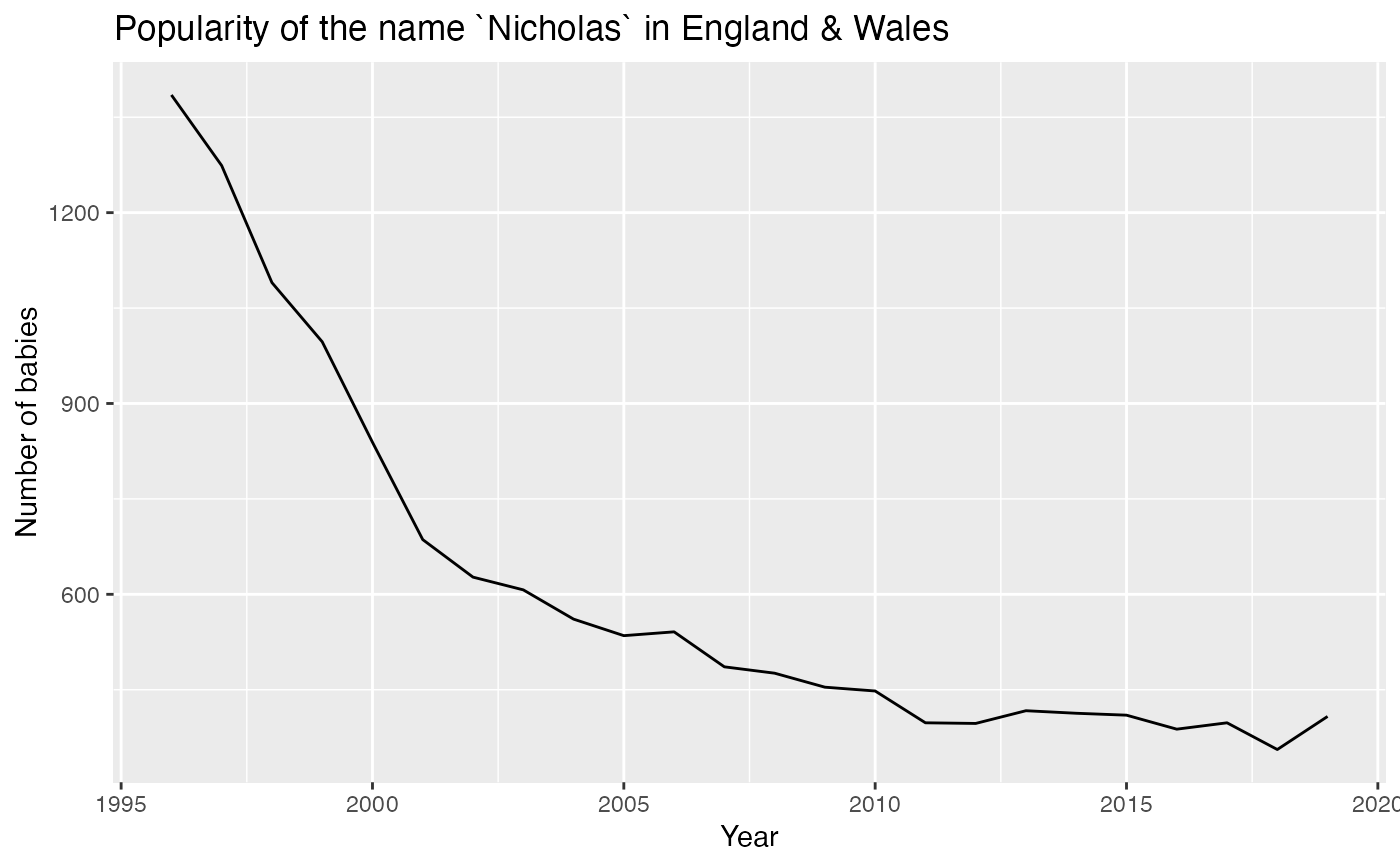 Popularity of the name `Nicholas` in England & Wales
Number of babies
1200
900
600
1995 2000 2005 2010 2015 2020
Year